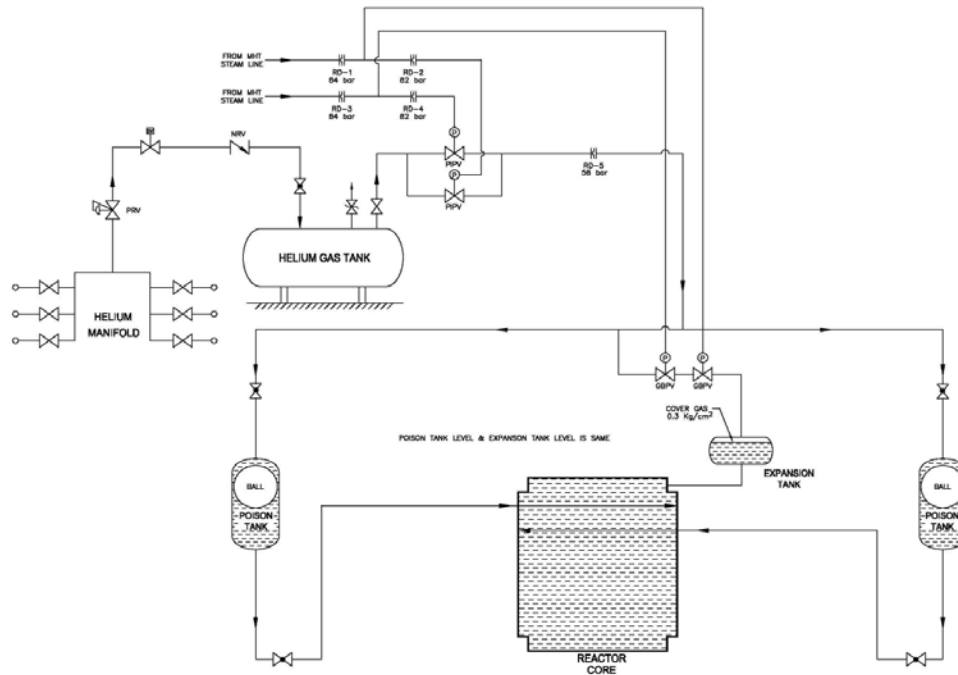 FROM MHT
STEAM LINE
RD-1
84 bar
RD-2
82 bar
FROM MHT
STEAM LINE
RD-3
84 bar
RD-4
82 bar
P
M
NRV
PIPV
RD-5
58 bar
P
PIPV
PRV
HELIUM GAS TANK
HELIUM
MANIFOLD
P
P
GBPV
GBPV
COVER GAS
0.3 Kg/cm²
POISON TANK LEVEL & EXPANSON TANK LEVEL IS SAME
EXPANSION
TANK
BALL
POISON
TANK
BALL
POISON
TANK
REACTOR
CORE